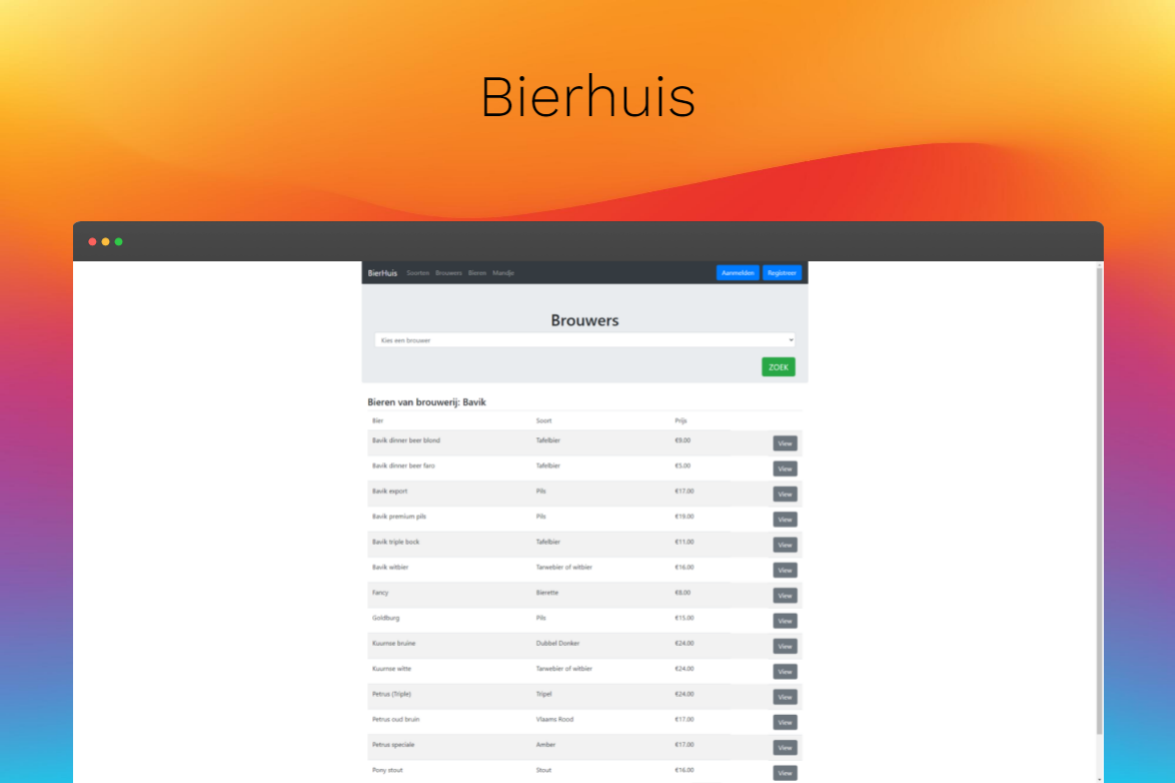 Bierhuis
BierHuis Soorten Brouwers Bieren Mandje Aanmelden Registreer
Brouwers
Kies een brouwer
ZOEK
Bieren van brouwerij: Bavik
Bier Soort Prijs
Bavik dinner beer blond Tafelbier €9.00 View
Bavik dinner beer faro Tafelbier €5.00 View
Bavik export Pils €17.00 View
Bavik premium pils Pils €19.00 View
Bavik triple bock Tafelbier €11.00 View
Bavik witbier Tarwebier of witbier €16.00 View
Fancy Bierette €8.00 View
Goldburg Pils €15.00 View
Kuurnse bruine Dubbel Donker €24.00 View
Kuurnse witte Tarwebier of witbier €24.00 View
Petrus (Triple) Tripel €24.00 View
Petrus oud bruin Vlaams Rood €17.00 View
Petrus speciale Amber €17.00 View
Pony stout Stout €16.00 View